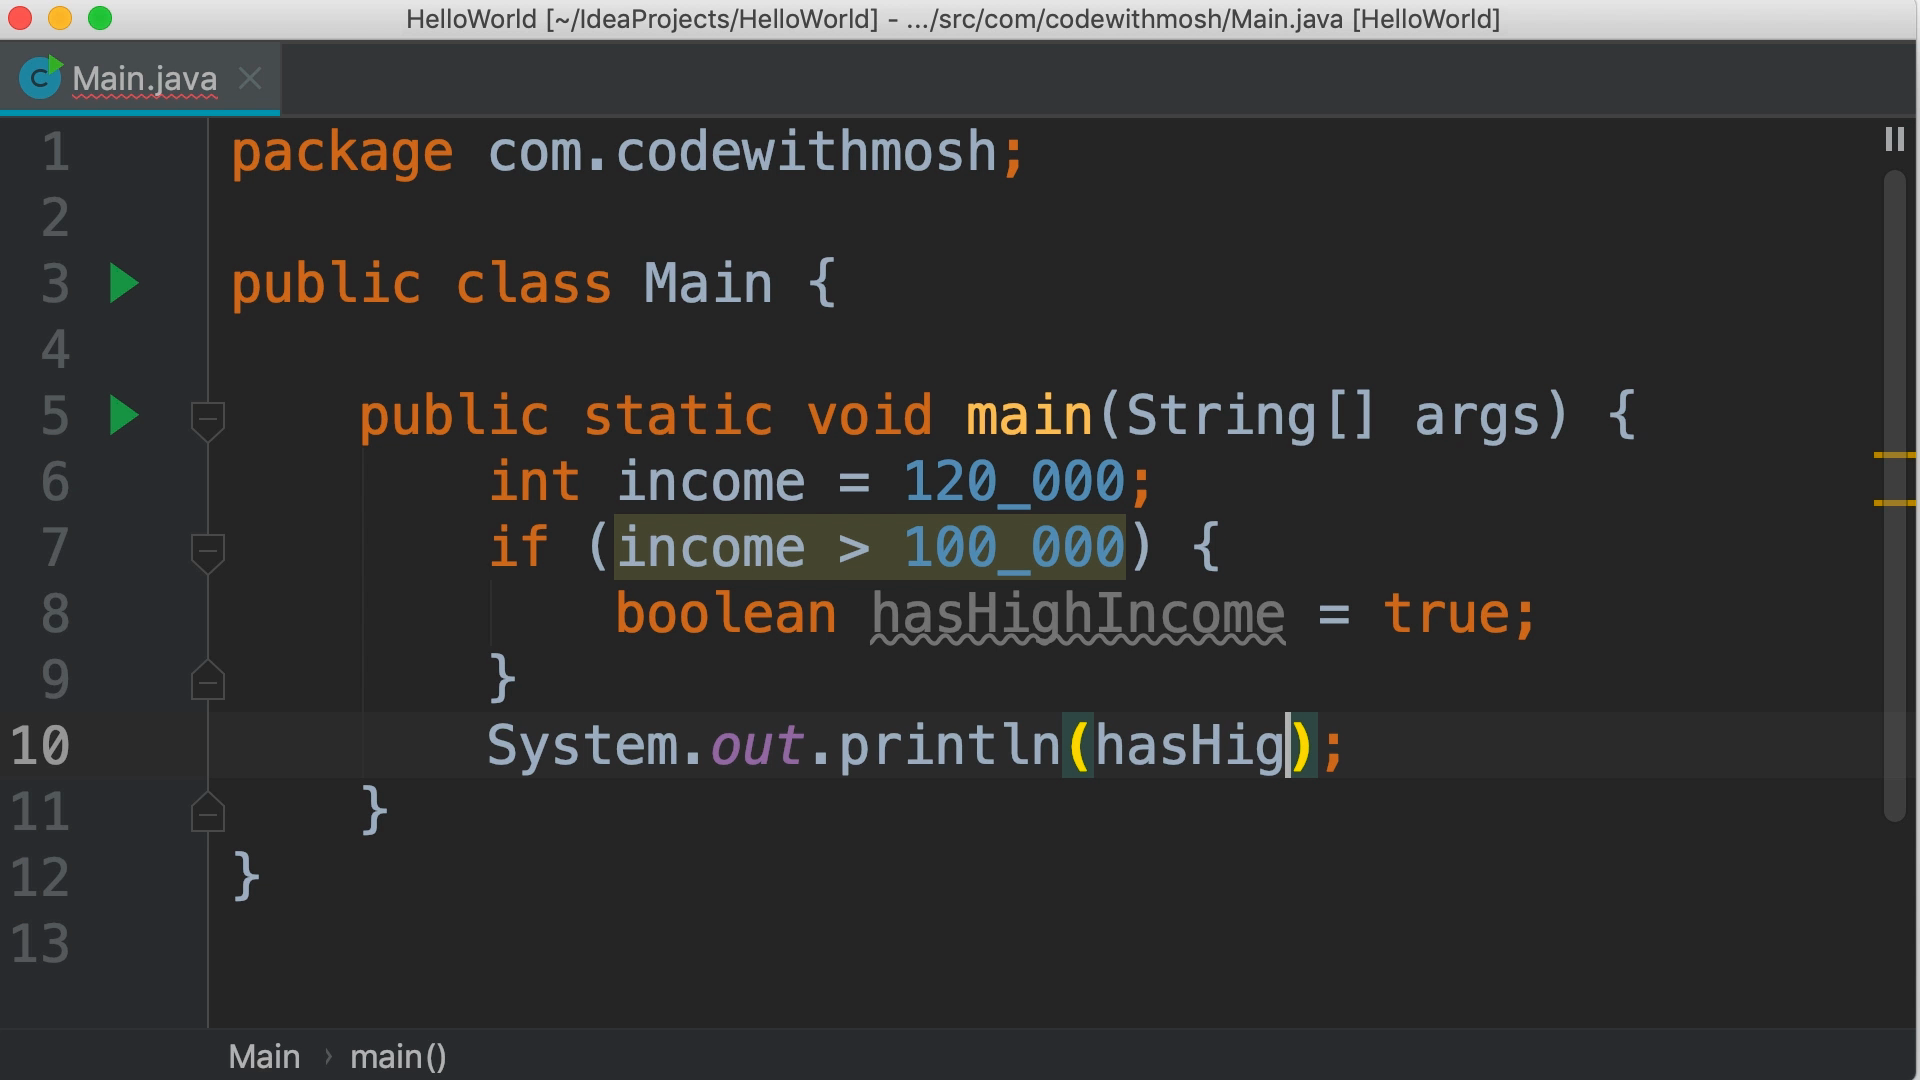 HelloWorld [~/IdeaProjects/HelloWorld] - .../src/com/codewithmosh/Main.java [HelloWorld]
C Main.java
1 package com.codewithmosh;
2
3 public class Main {
4
5 public static void main(String[] args) {
6 int income = 120_000;
7 if (income > 100_000) {
8 boolean hasHighIncome = true;
9 }
10 System.out.println(hasHig);
11 }
12 }
13
Main › main()